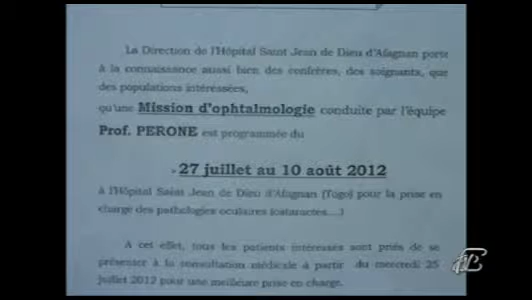 La Direction de l'Hôpital Saint Jean de Dieu d'Afagnan porte
à la connaissance aussi bien des confrères, des soignants, que
des populations intéressées,
qu'une Mission d'ophtalmologie conduite par l'équipe
Prof. PERONE est programmée du
27 juillet au 10 août 2012
à l'Hôpital Saint Jean de Dieu d'Afagnan (Togo) pour la prise en
charge des pathologies oculaires (cataractes....)
A cet effet, tous les patients intéressés sont priés de se
présenter à la consultation médicale à partir du mercredi 25
juillet 2012 pour une meilleure prise en charge.